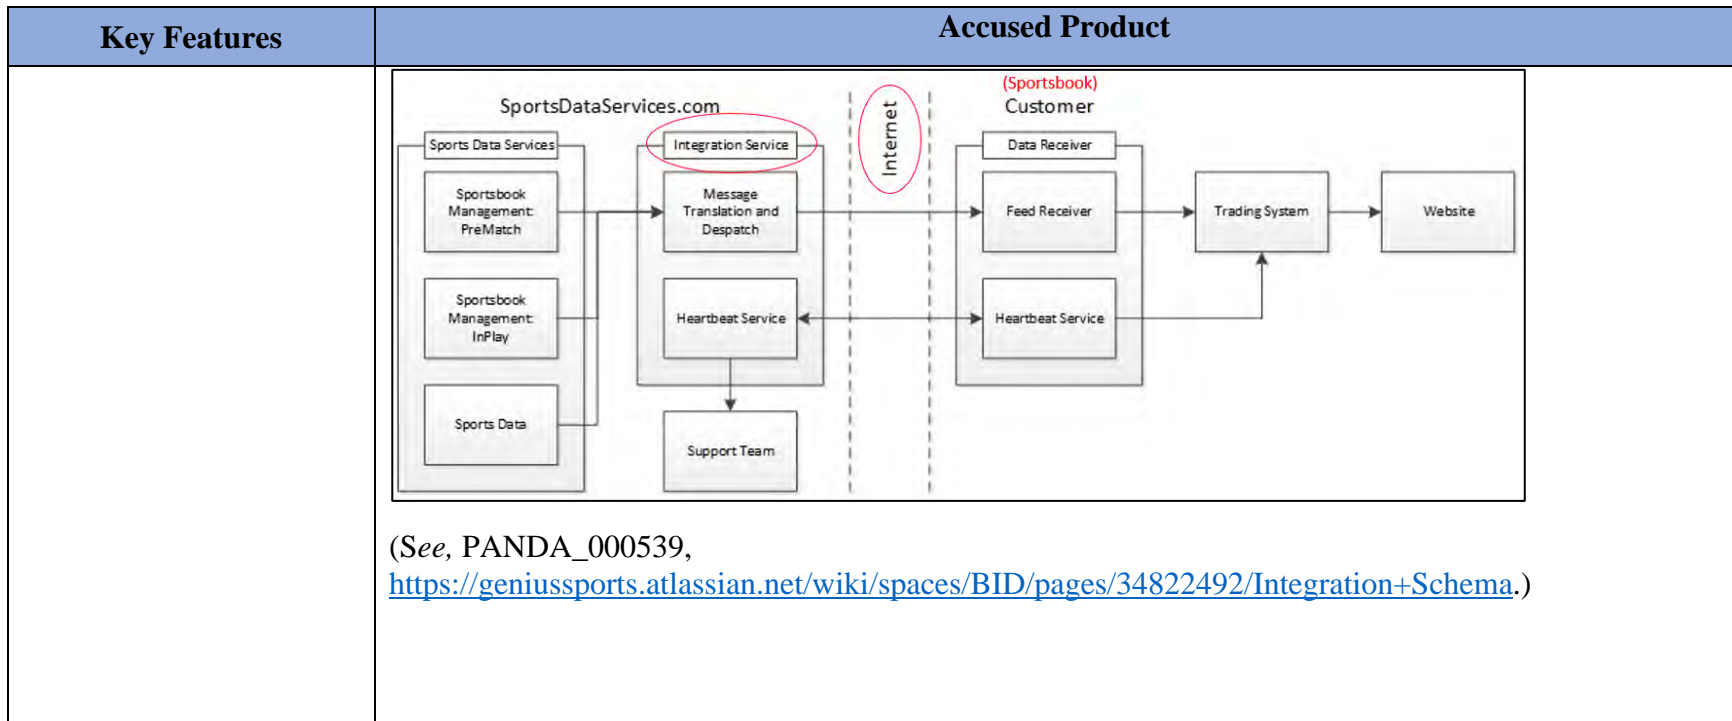 Key Features
Accused Product
(Sportsbook)
SportsDataServices.com
Internet
Customer
Sports Data Services
Integration Service
Data Receiver
Sportsbook
Management:
PreMatch
Message
Translation and
Despatch
Feed Receiver
Trading System
Website
Sportsbook
Management:
InPlay
Heartbeat Service
Heartbeat Service
Sports Data
Support Team
(See, PANDA_000539,
https://geniussports.atlassian.net/wiki/spaces/BID/pages/34822492/Integration+Schema.)